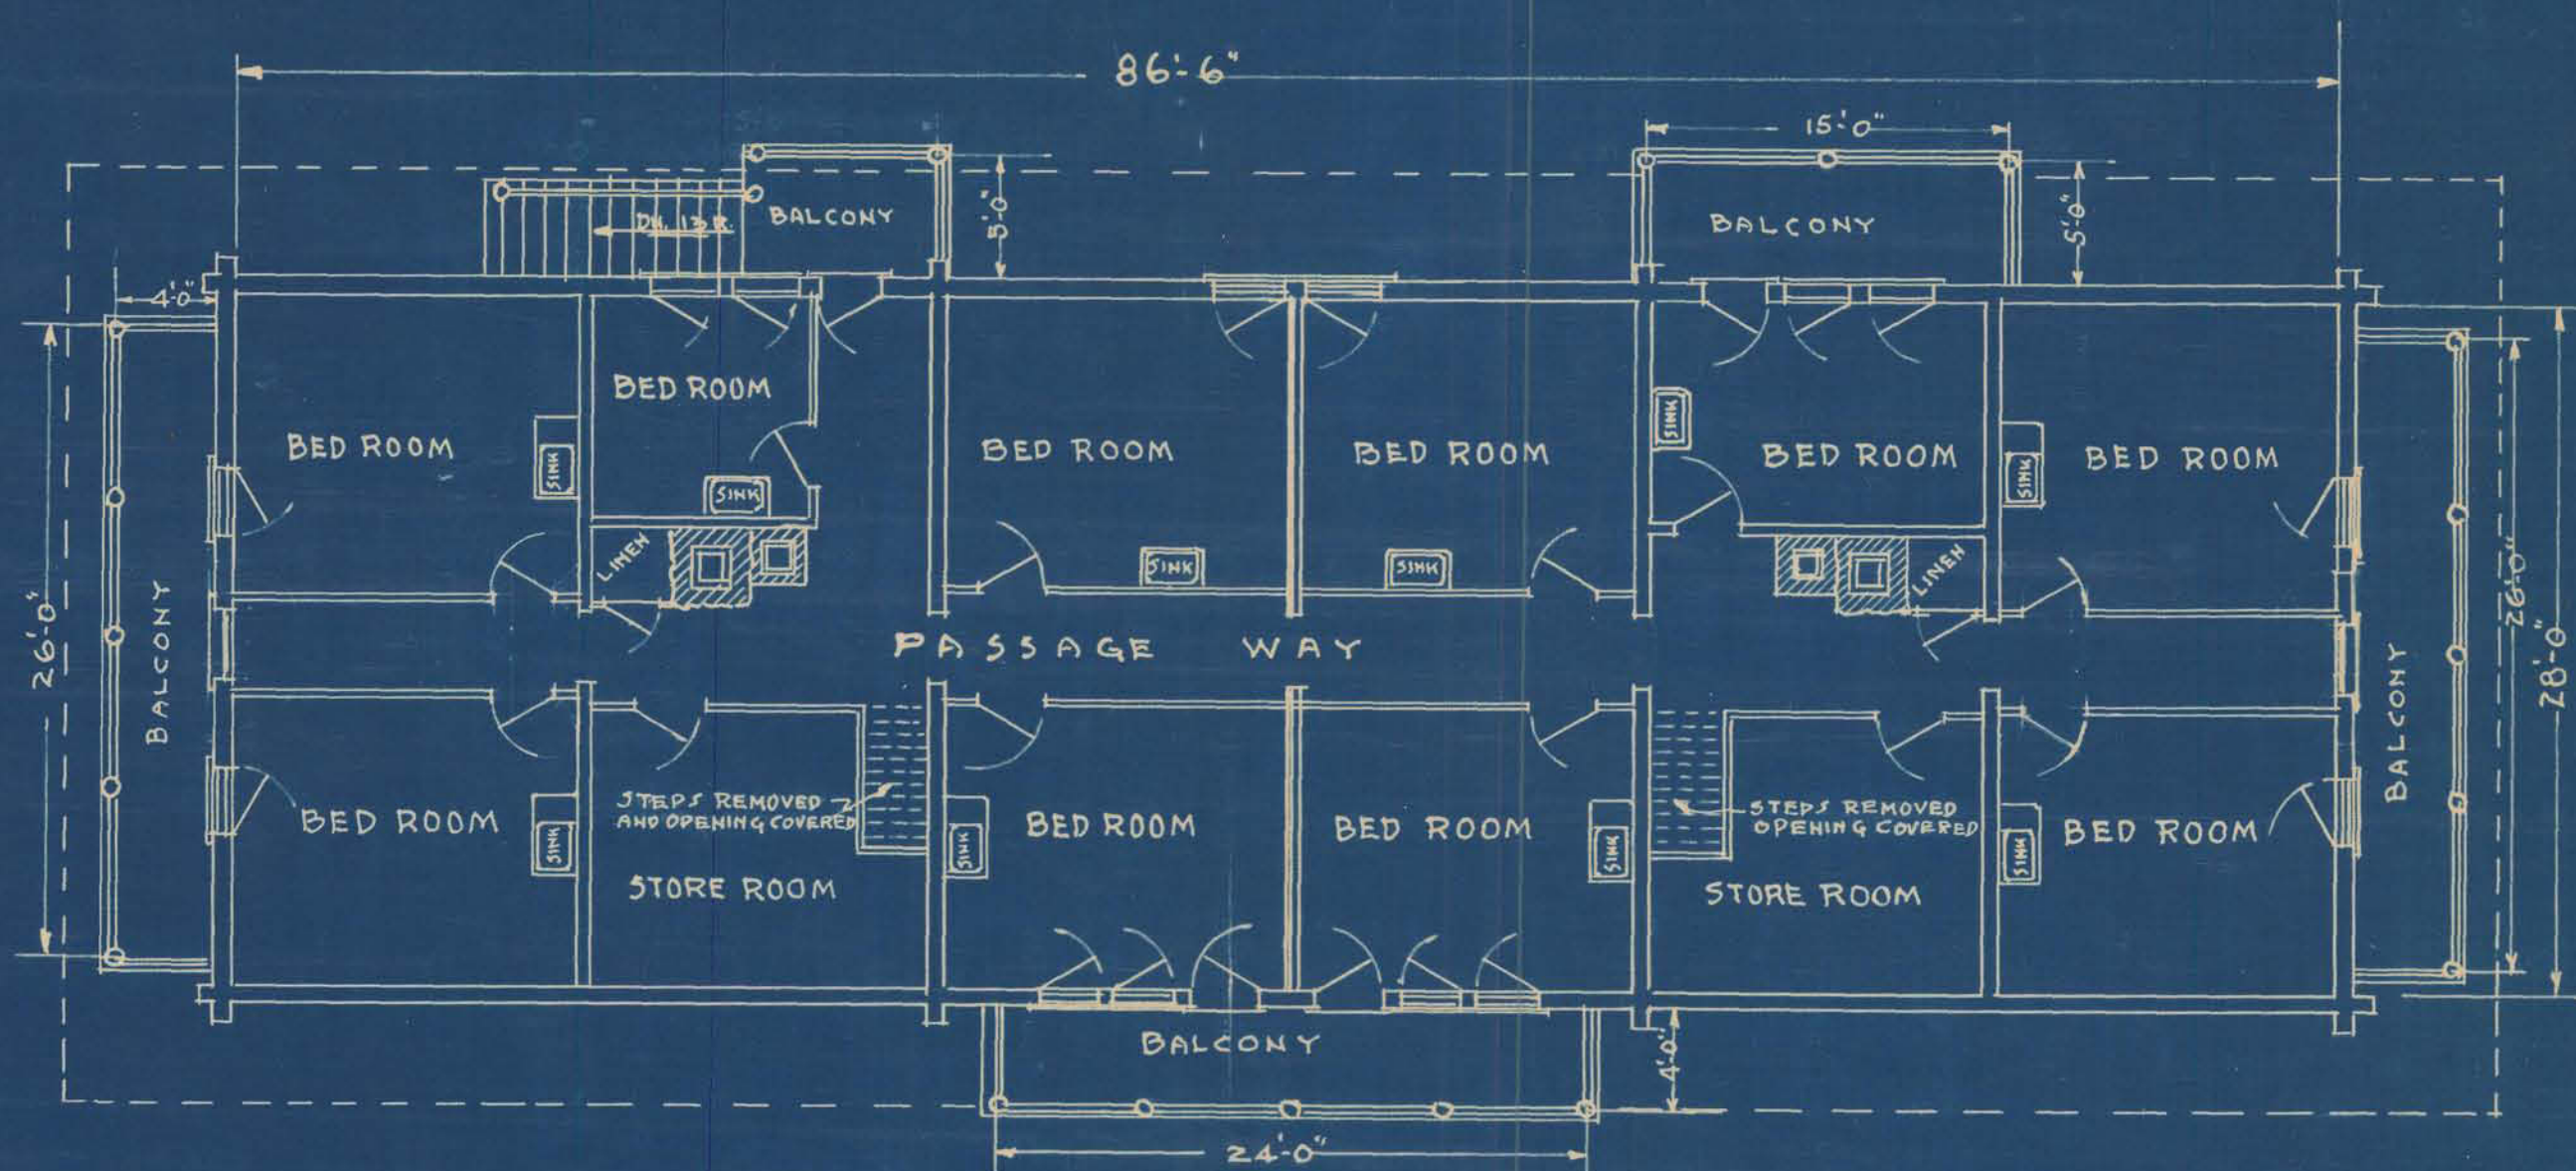 86'-6"
15'-0"
BALCONY
5'-0"
DN. 13 R.
BALCONY
5'-0"
4'-0"
BED ROOM
BED ROOM
BED ROOM
BED ROOM
BED ROOM
BED ROOM
SINK
SINK
SINK
SINK
SINK
SINK
LINEN
LINEN
26'-0"
BALCONY
PASSAGE WAY
BALCONY
26'-0"
28'-0"
STEPS REMOVED
AND OPENING COVERED
STEPS REMOVED
OPENING COVERED
BED ROOM
BED ROOM
BED ROOM
BED ROOM
SINK
SINK
SINK
SINK
STORE ROOM
STORE ROOM
BALCONY
4'-0"
24'-0"